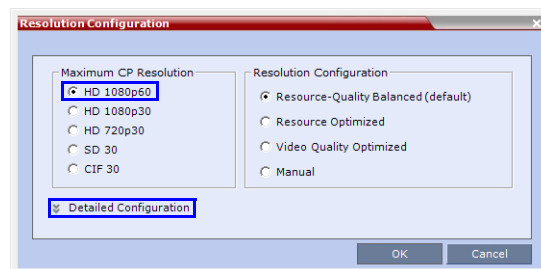 Resolution Configuration
Maximum CP Resolution
HD 1080p60
HD 1080p30
HD 720p30
SD 30
CIF 30
Resolution Configuration
Resource-Quality Balanced (default)
Resource Optimized
Video Quality Optimized
Manual
Detailed Configuration
OK
Cancel